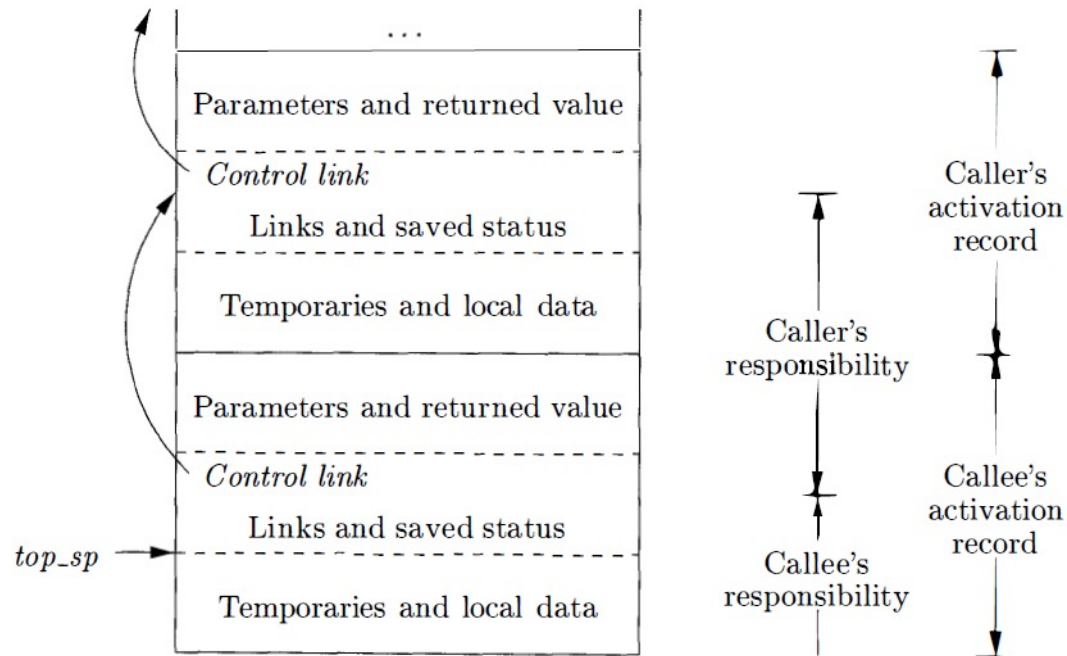 ...
Parameters and returned value
Control link
Links and saved status
Temporaries and local data
Parameters and returned value
Control link
Links and saved status
top_sp
Temporaries and local data
Caller's
responsibility
Callee's
responsibility
Caller's
activation
record
Callee's
activation
record